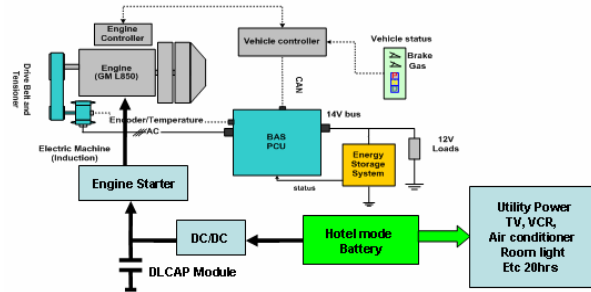 Engine
Controller
Vehicle controller
Vehicle status
Brake
Gas
Engine
(GM L850)
Drive Belt and
Tensioner
CAN
Encoder/Temperature
AC
14V bus
BAS
PCU
12V
Loads
Electric Machine
(Induction)
Energy
Storage
System
status
Engine Starter
DC/DC
Hotel mode
Battery
Utility Power
TV, VCR,
Air conditioner
Room light
Etc 20hrs
DLCAP Module